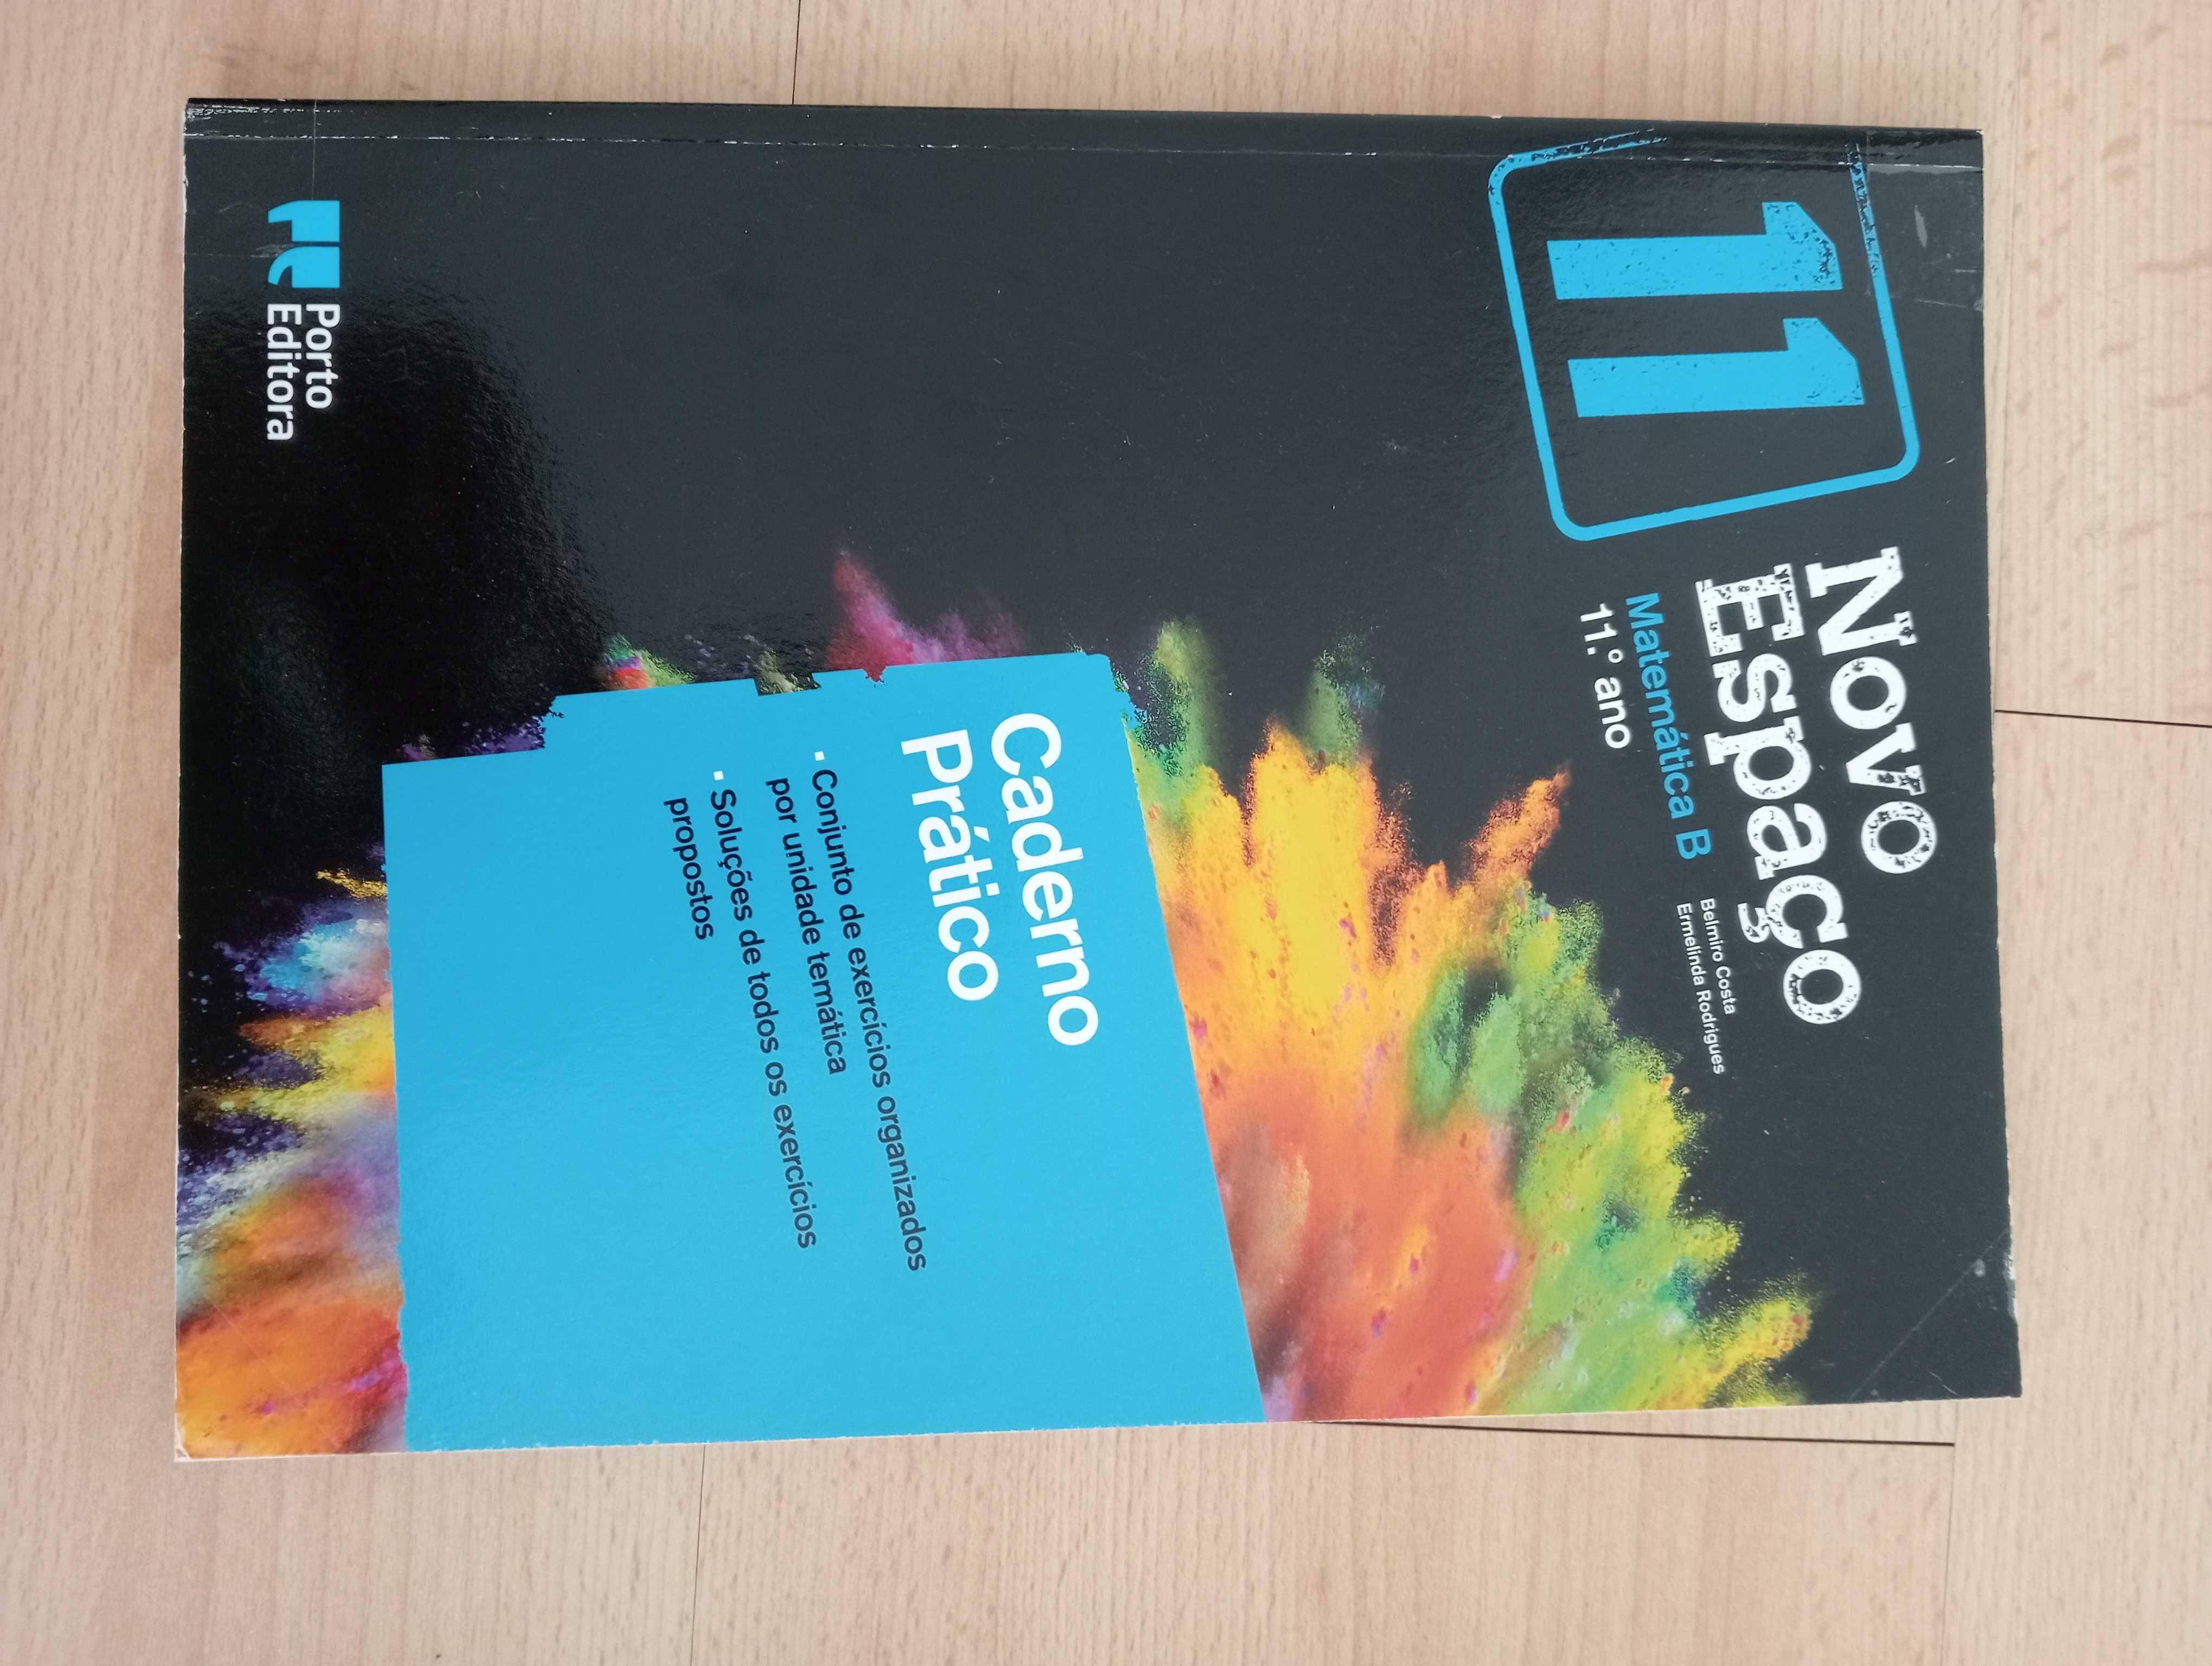 11
Novo
Espaço
Matemática B
11.º ano
Belmiro Costa
Ermelinda Rodrigues
Caderno
Prático
▪ Conjunto de exercícios organizados
por unidade temática
▪ Soluções de todos os exercícios
propostos
Porto
Editora